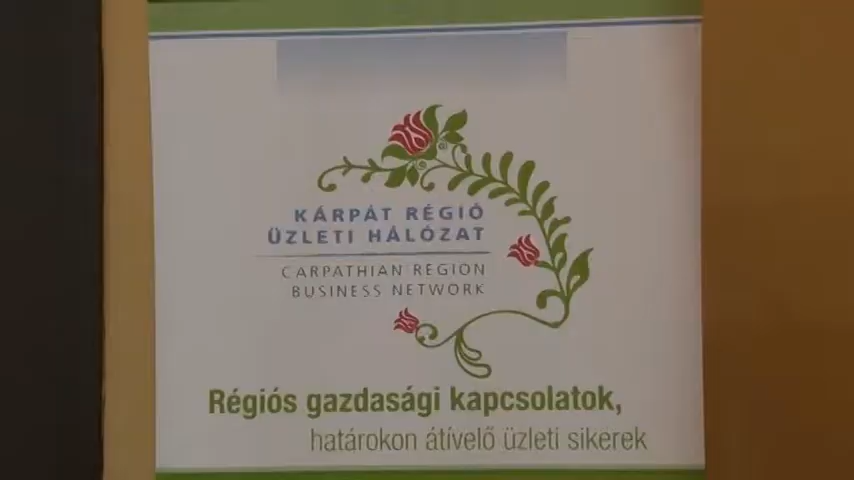 KÁRPÁT RÉGIÓ
ÜZLETI HÁLÓZAT
CARPATHIAN REGION
BUSINESS NETWORK
Régiós gazdasági kapcsolatok,
határokon átívelő üzleti sikerek